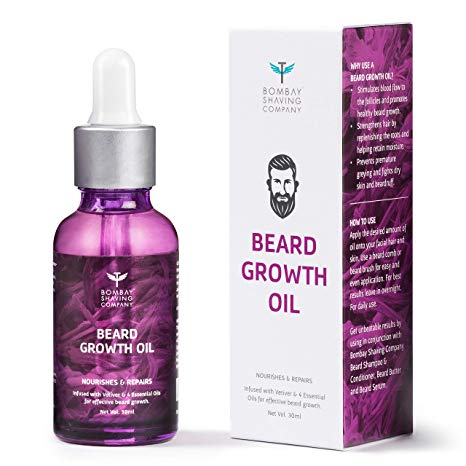 BOMBAY
SHAVING
COMPANY
BEARD
GROWTH OIL
NOURISHES & REPAIRS
Infused with Vetiver & 4 Essential Oils
for effective beard growth.
Net Vol. 30ml
BOMBAY
SHAVING
COMPANY
BEARD
GROWTH
OIL
NOURISHES & REPAIRS
Infused with Vetiver & 4 Essential
Oils for effective beard growth.
Net Vol. 30ml
WHY USE A
BEARD GROWTH OIL?
• Stimulates blood flow to
the follicles and promotes
healthy beard growth.
• Strengthens hair by
replenishing the roots and
helping retain moisture.
• Prevents premature
greying and fights dry
skin and beardruff.
HOW TO USE
Apply the desired amount of
oil onto your facial hair and
skin. Use a beard comb or
beard brush for easy and
even application. For best
results leave in overnight.
For daily use.
Get unbeatable results by
using in conjunction with
Bombay Shaving Company,
Beard Shampoo &
Conditioner, Beard Butter
and Beard Serum.